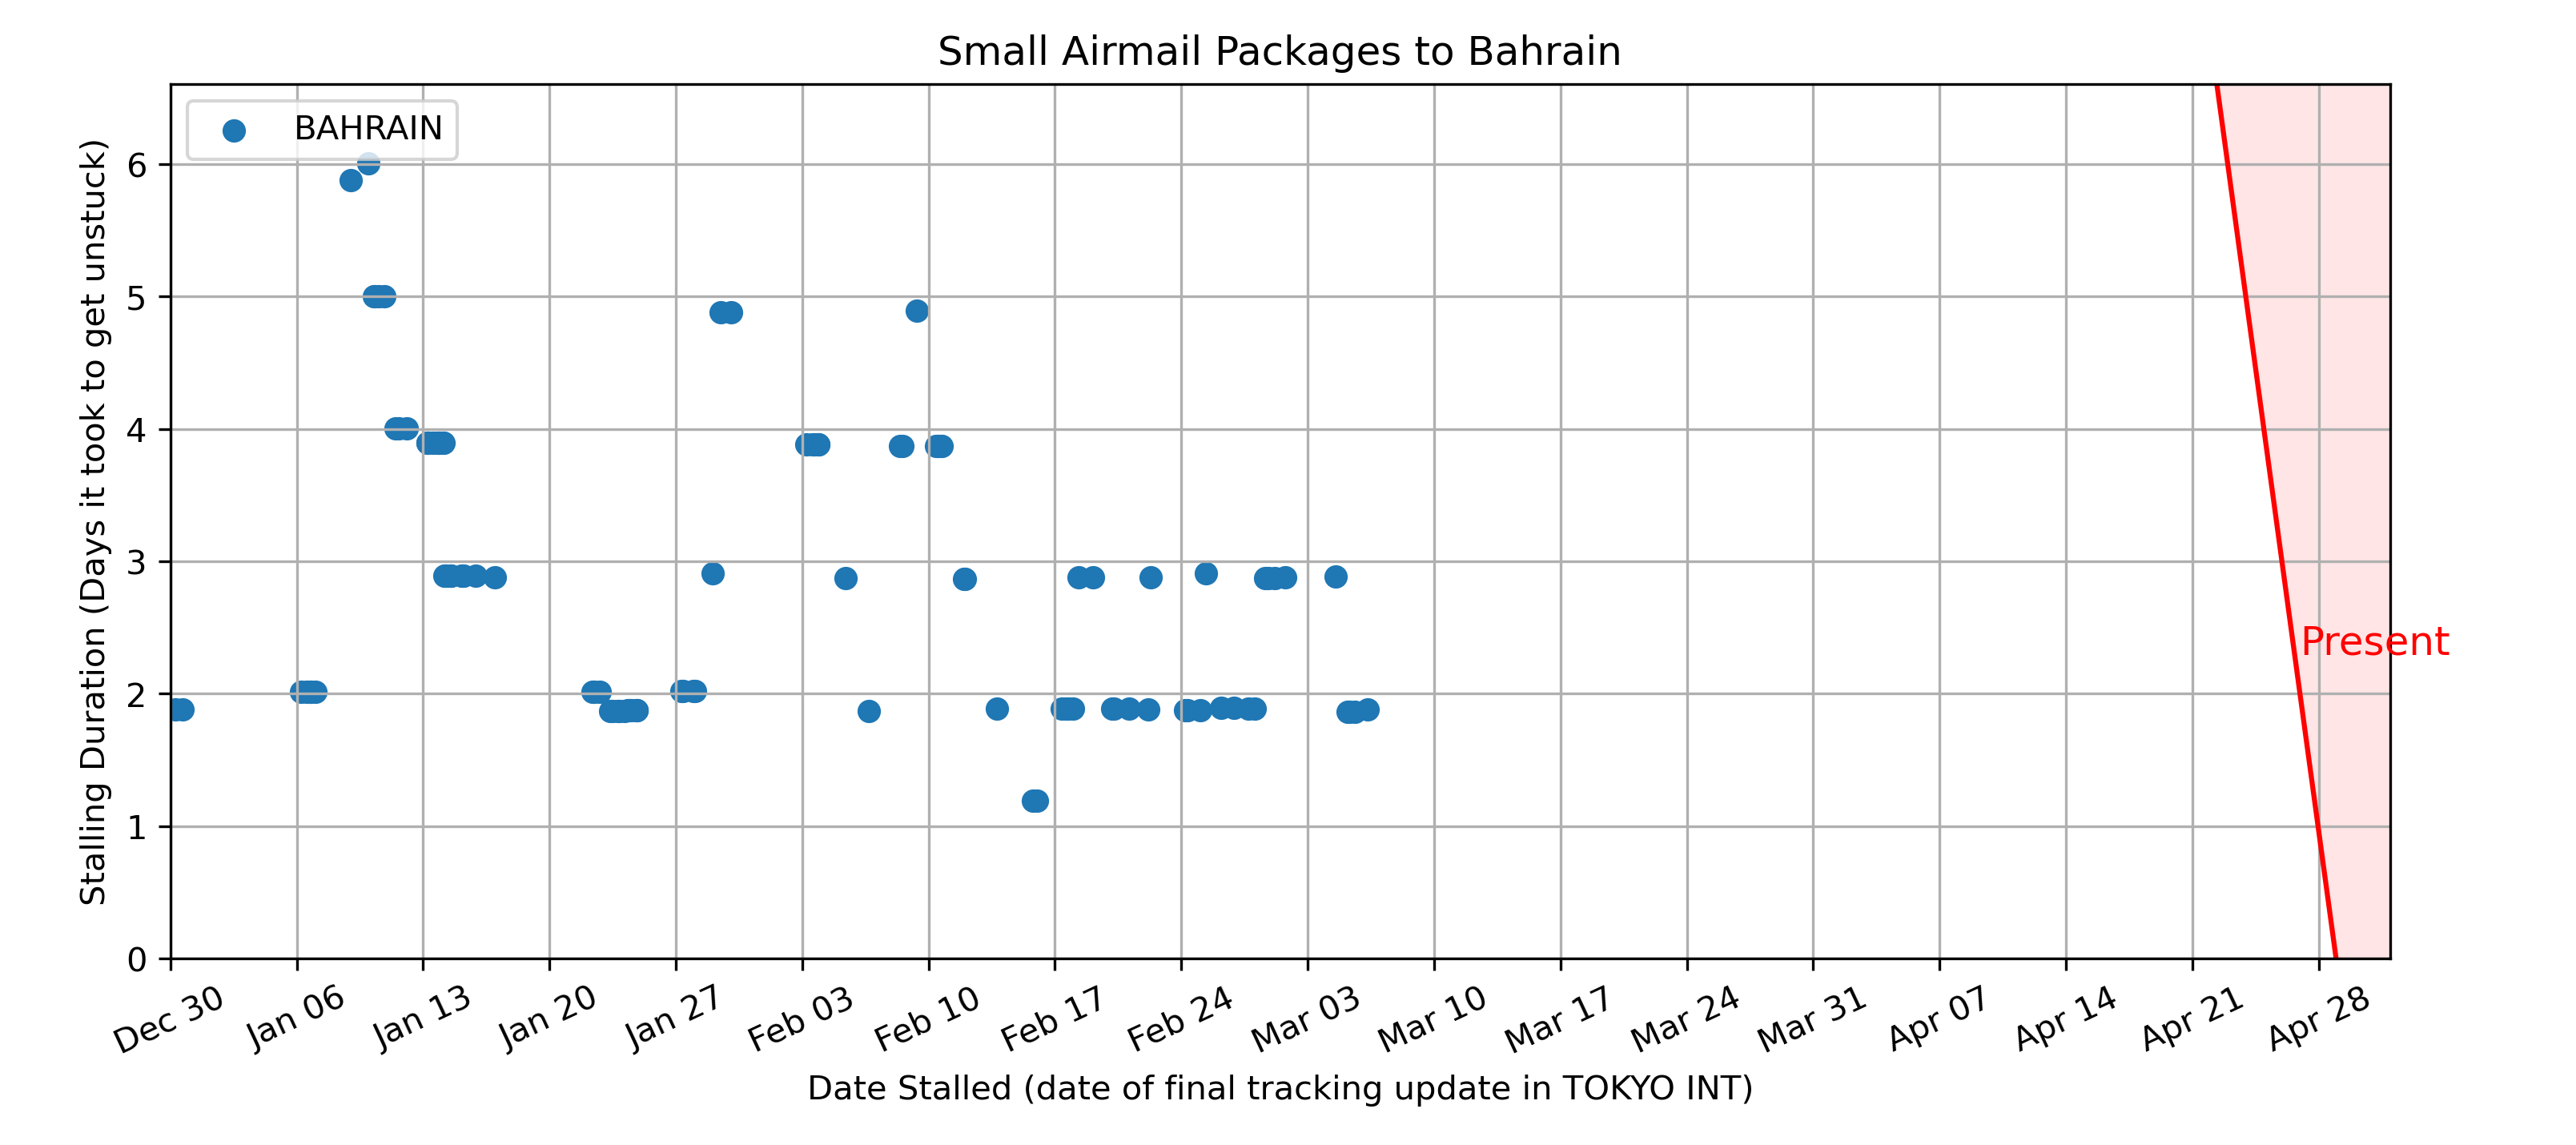 Small Airmail Packages to Bahrain
BAHRAIN
Stalling Duration (Days it took to get unstuck)
6
5
4
3
2
1
0
Present
Dec 30
Jan 06
Jan 13
Jan 20
Jan 27
Feb 03
Feb 10
Feb 17
Feb 24
Mar 03
Mar 10
Mar 17
Mar 24
Mar 31
Apr 07
Apr 14
Apr 21
Apr 28
Date Stalled (date of final tracking update in TOKYO INT)